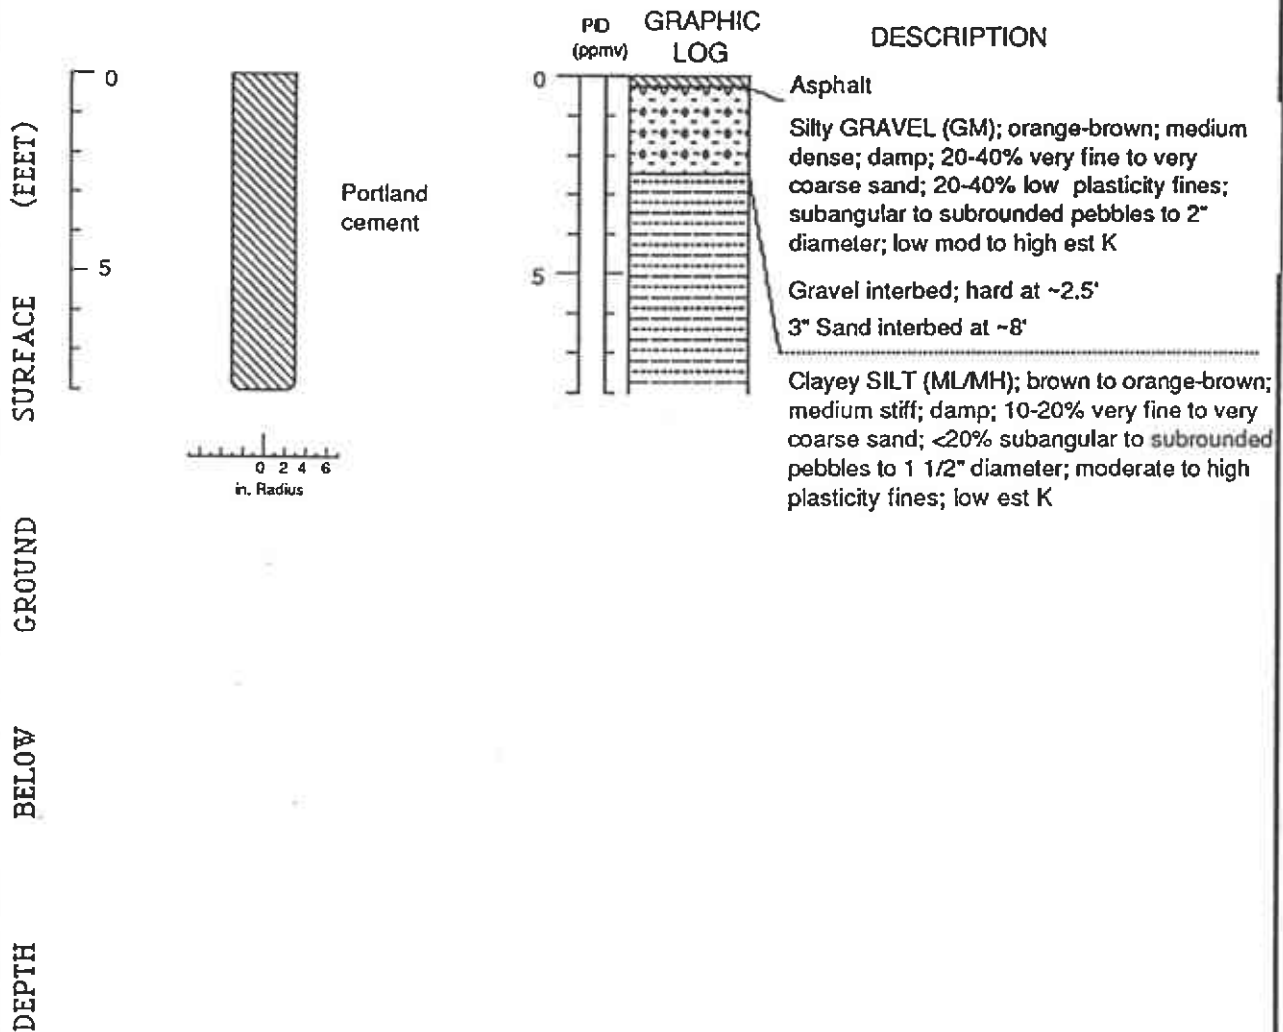 PID
(ppmv)
GRAPHIC
LOG
DESCRIPTION
0
5
Portland
cement
0 2 4 6
in. Radius
0
5
Asphalt
Silty GRAVEL (GM); orange-brown; medium
dense; damp; 20-40% very fine to very
coarse sand; 20-40% low plasticity fines;
subangular to subrounded pebbles to 2"
diameter; low mod to high est K
Gravel interbed; hard at ~2.5'
3" Sand interbed at ~8'
Clayey SILT (ML/MH); brown to orange-brown;
medium stiff; damp; 10-20% very fine to very
coarse sand; <20% subangular to subrounded
pebbles to 1 1/2" diameter; moderate to high
plasticity fines; low est K
DEPTH BELOW GROUND SURFACE (FEET)